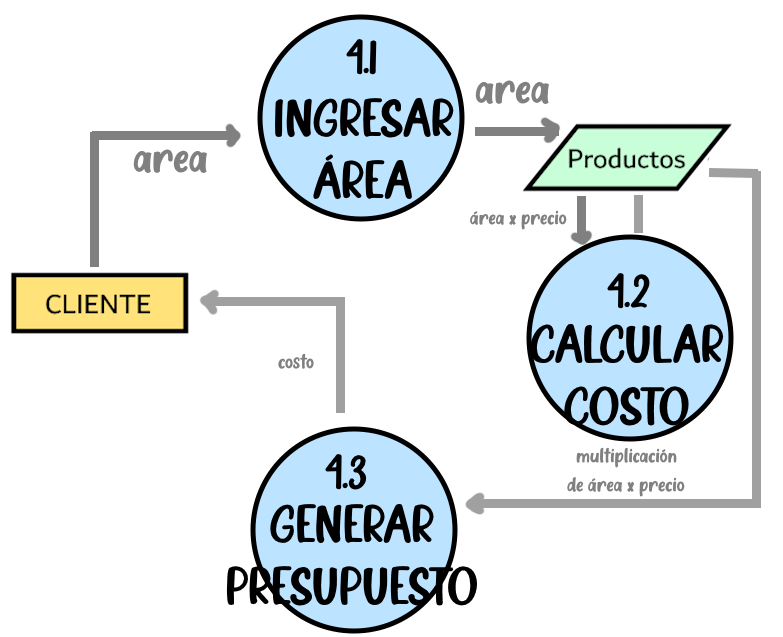 4.1
INGRESAR
ÁREA
area
area
Productos
área x precio
CLIENTE
4.2
CALCULAR
COSTO
costo
multiplicación
de área x precio
4.3
GENERAR
PRESUPUESTO